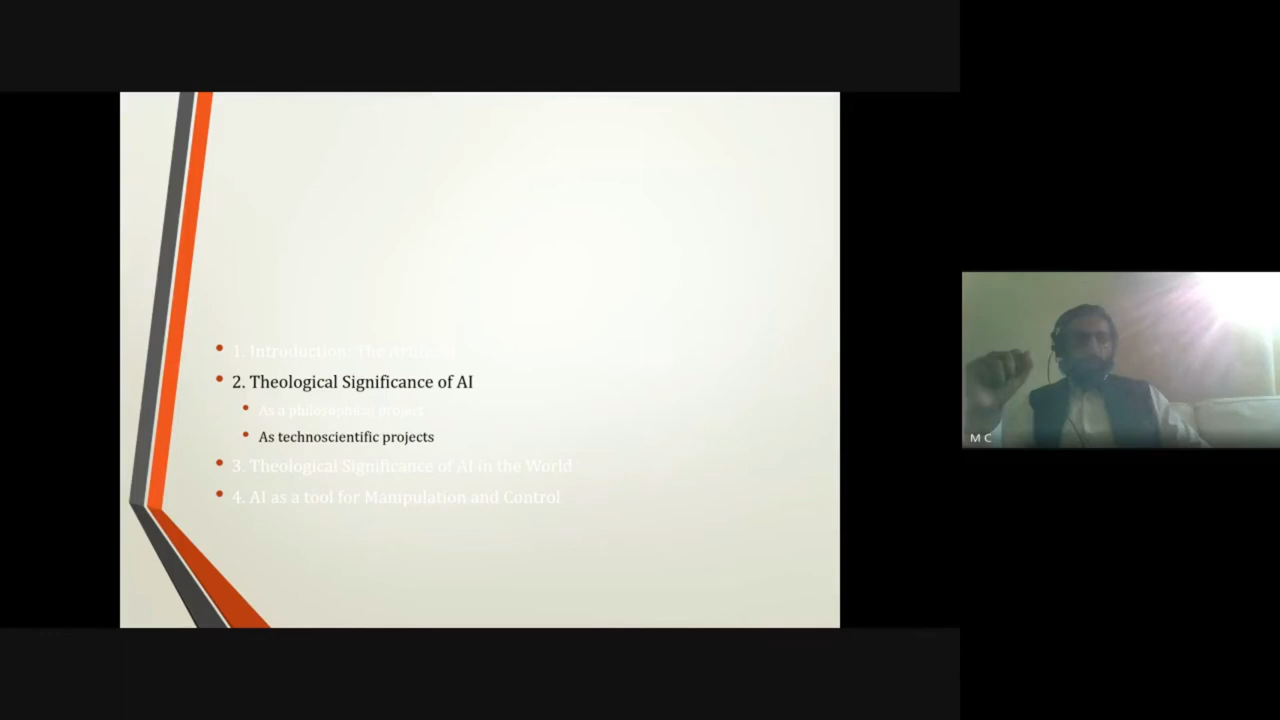 1. Introduction: The Artificial
2. Theological Significance of AI
As a philosophical project
As technoscientific projects
3. Theological Significance of AI in the World
4. AI as a tool for Manipulation and Control
M C